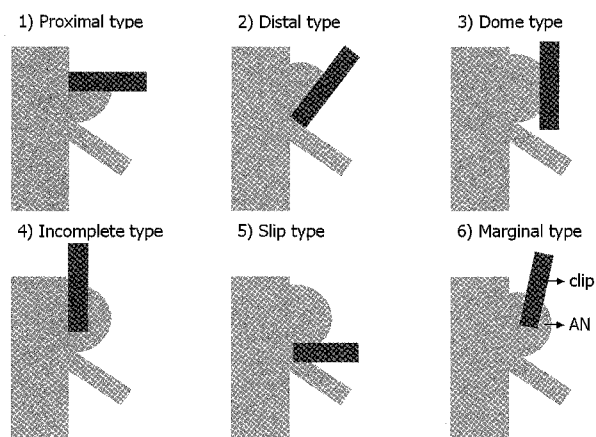 1) Proximal type
2) Distal type
3) Dome type
4) Incomplete type
5) Slip type
6) Marginal type
clip
AN